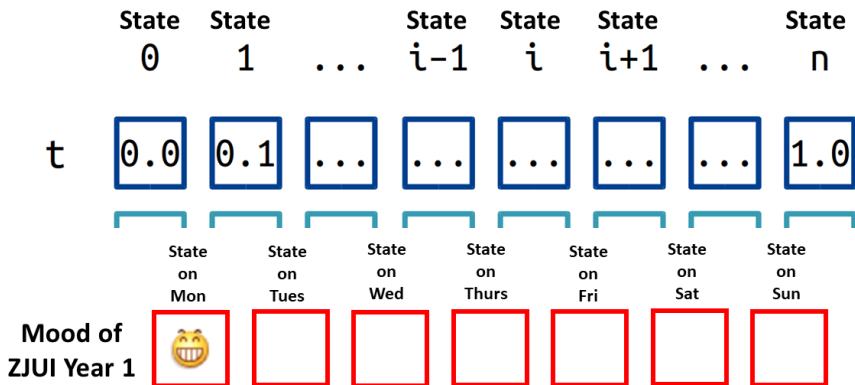 State State State State State State
0 1 ... i-1 i i+1 ... n
t 0.0 0.1 ... ... ... ... ... 1.0
State State State State State State State
on on on on on on on
Mon Tues Wed Thurs Fri Sat Sun
Mood of
ZJUI Year 1